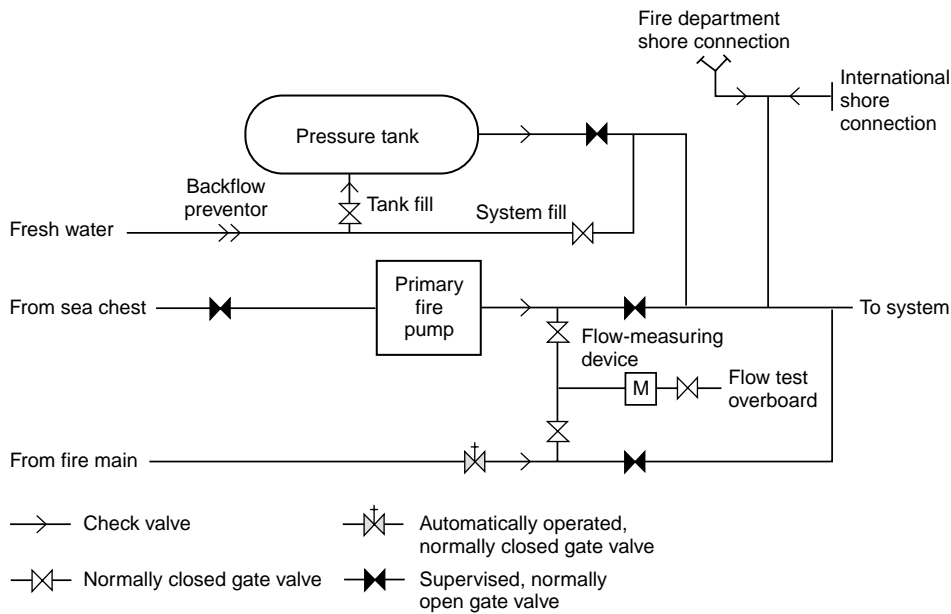 Fire department
shore connection
International
shore
connection
Pressure tank
Backflow
preventor
Tank fill
System fill
Fresh water
From sea chest
Primary
fire
pump
To system
Flow-measuring
device
M
Flow test
overboard
From fire main
Check valve
Automatically operated,
normally closed gate valve
Normally closed gate valve
Supervised, normally
open gate valve